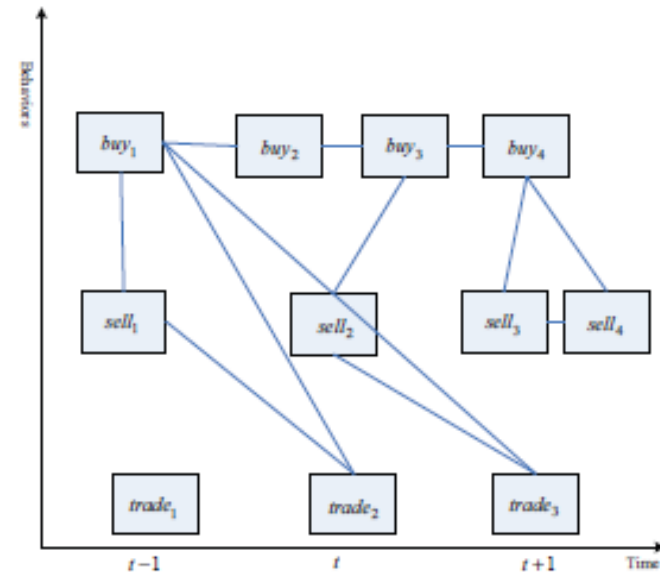 Behaviors
buy₁
buy₂
buy₃
buy₄
sell₁
sell₂
sell₃
sell₄
trade₁
trade₂
trade₃
t−1
t
t+1
Time